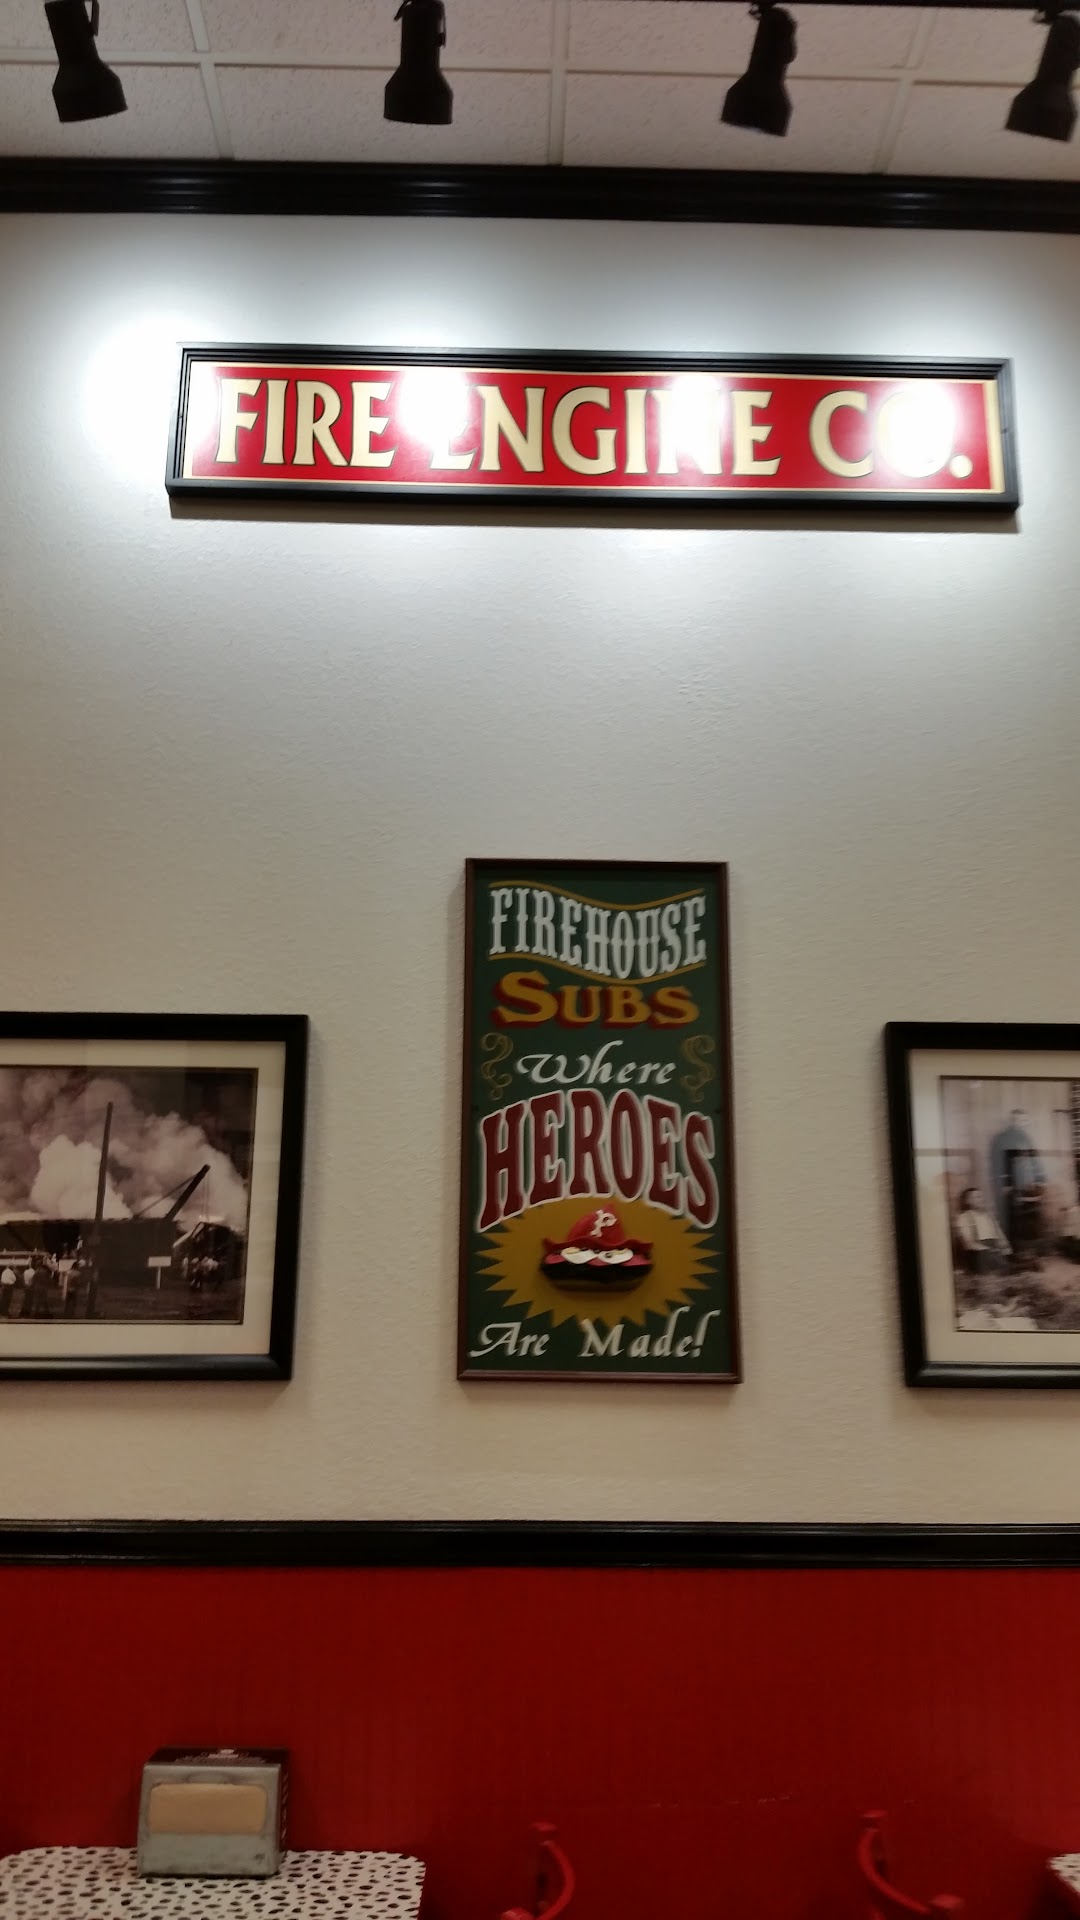 FIRE ENGINE CO.
FIREHOUSE
SUBS
Where
HEROES
F
Are Made!